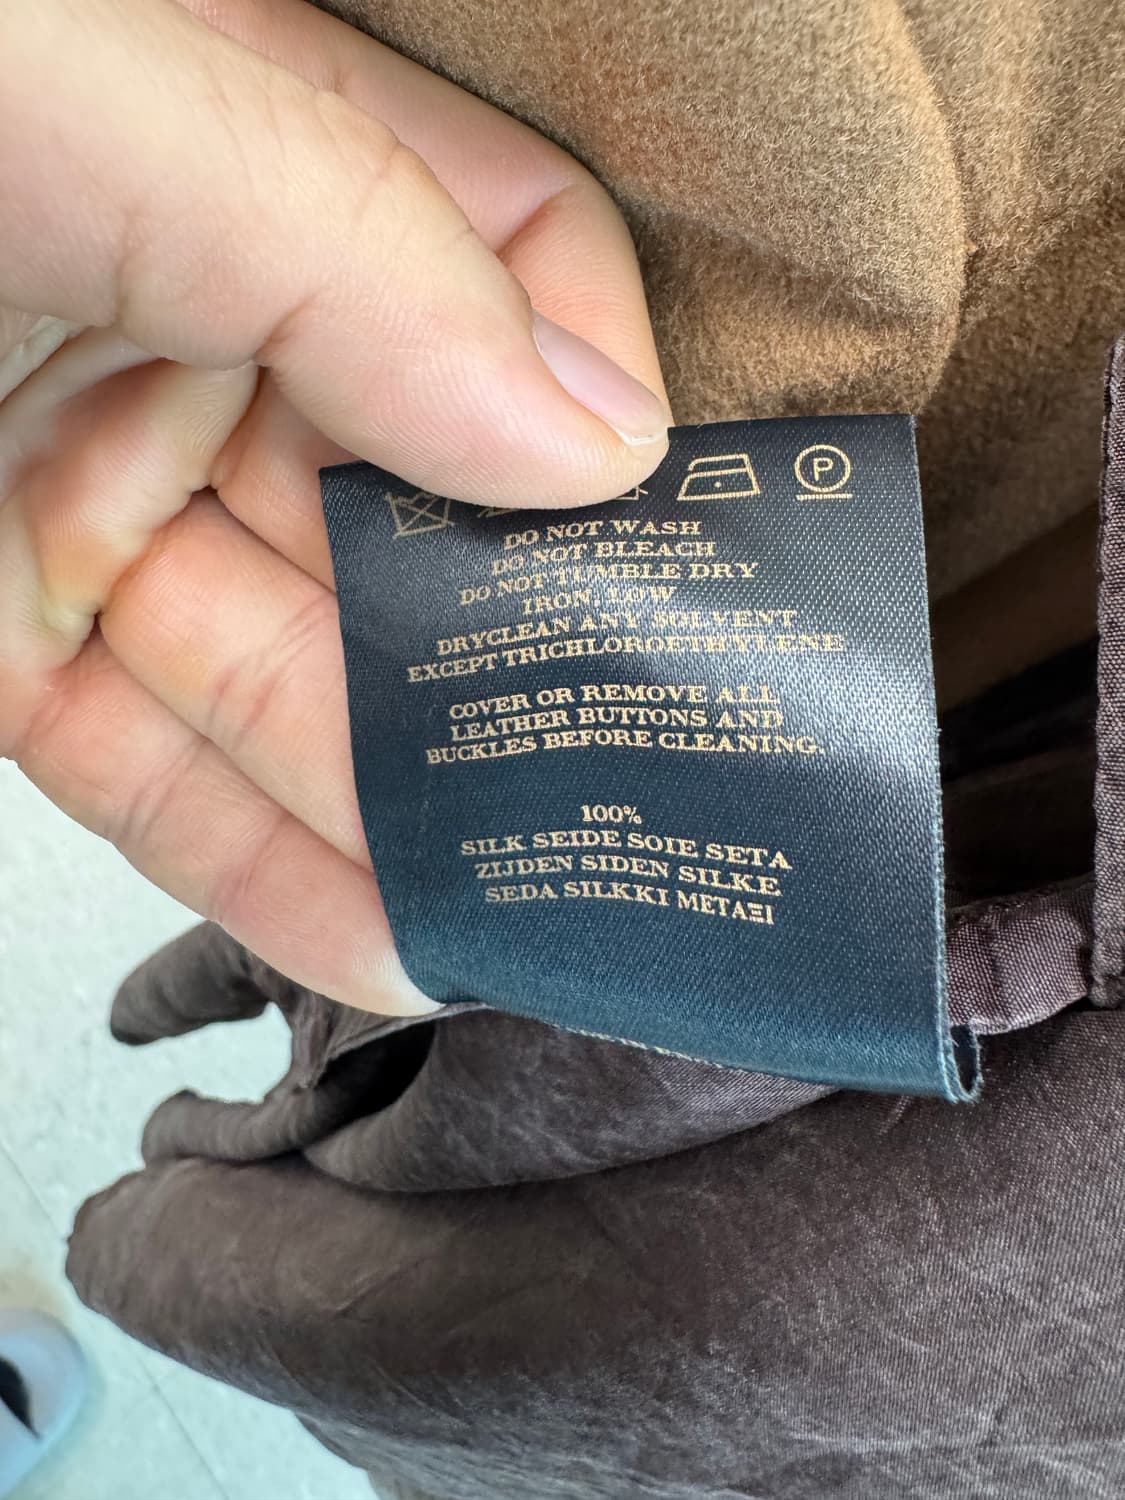 P
DO NOT WASH
DO NOT BLEACH
DO NOT TUMBLE DRY
IRON, LOW
DRYCLEAN ANY SOLVENT
EXCEPT TRICHLOROETHYLENE
COVER OR REMOVE ALL
LEATHER BUTTONS AND
BUCKLES BEFORE CLEANING.
100%
SILK SEIDE SOIE SETA
ZIJDEN SIDEN SILKE
SEDA SILKKI ΜΕΤΑΞΙ